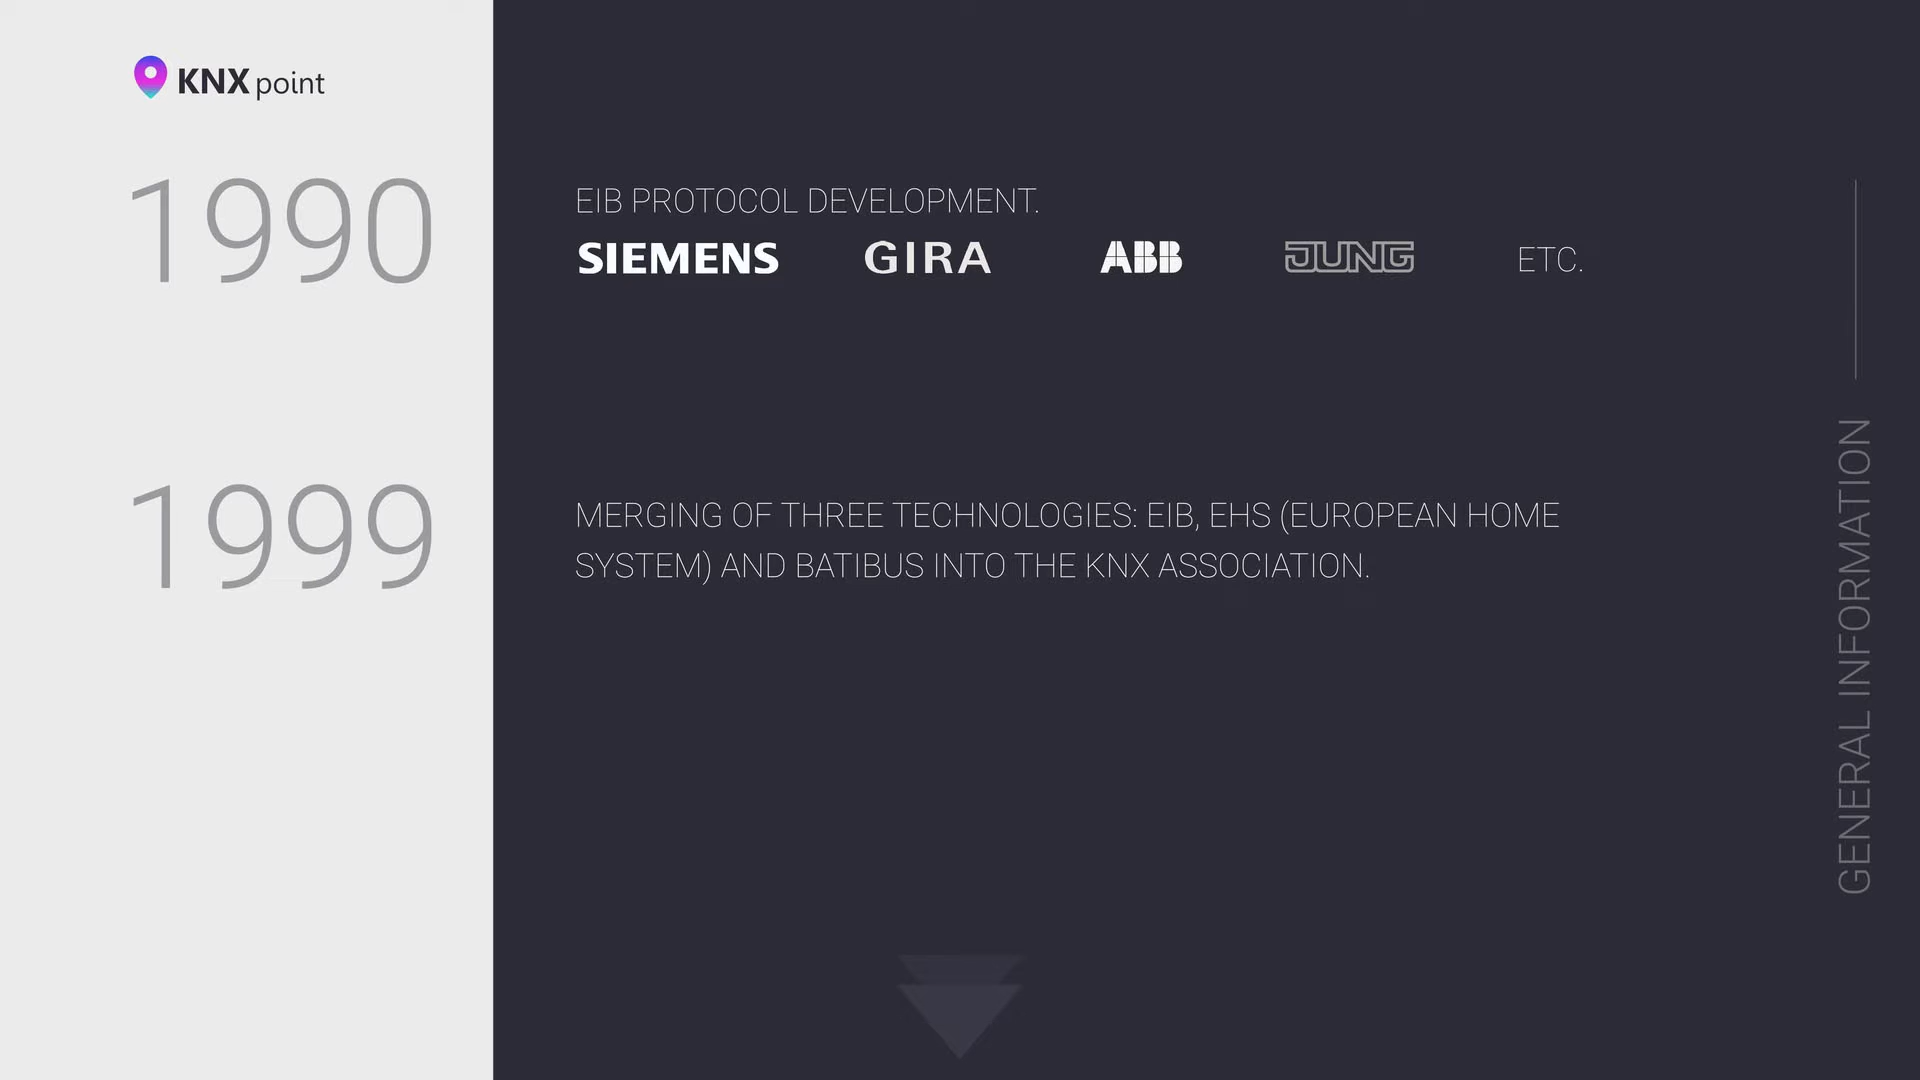 KNX point
1990
EIB PROTOCOL DEVELOPMENT.
SIEMENS GIRA ABB JUNG ETC.
1999
MERGING OF THREE TECHNOLOGIES: EIB, EHS (EUROPEAN HOME
SYSTEM) AND BATIBUS INTO THE KNX ASSOCIATION.
GENERAL INFORMATION